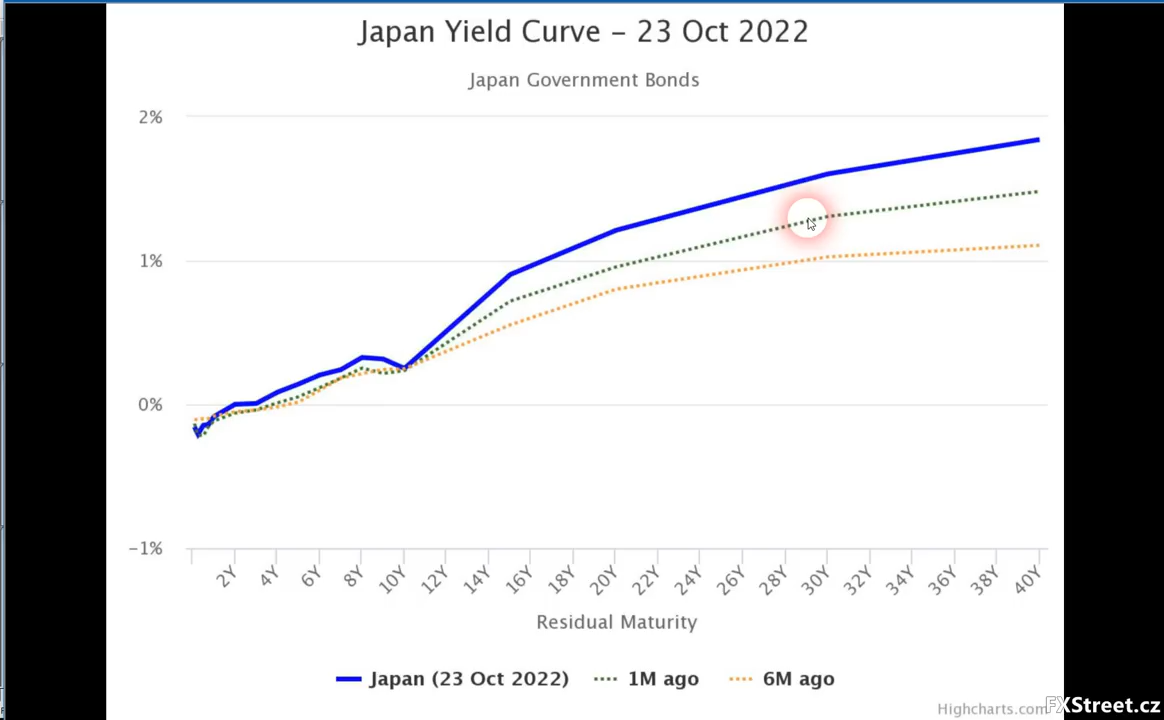 Japan Yield Curve – 23 Oct 2022
Japan Government Bonds
2%
1%
0%
−1%
2Y
4Y
6Y
8Y
10Y
12Y
14Y
16Y
18Y
20Y
22Y
24Y
26Y
28Y
30Y
32Y
34Y
36Y
38Y
40Y
Residual Maturity
Japan (23 Oct 2022) 1M ago 6M ago
Highcharts.com
FXStreet.cz